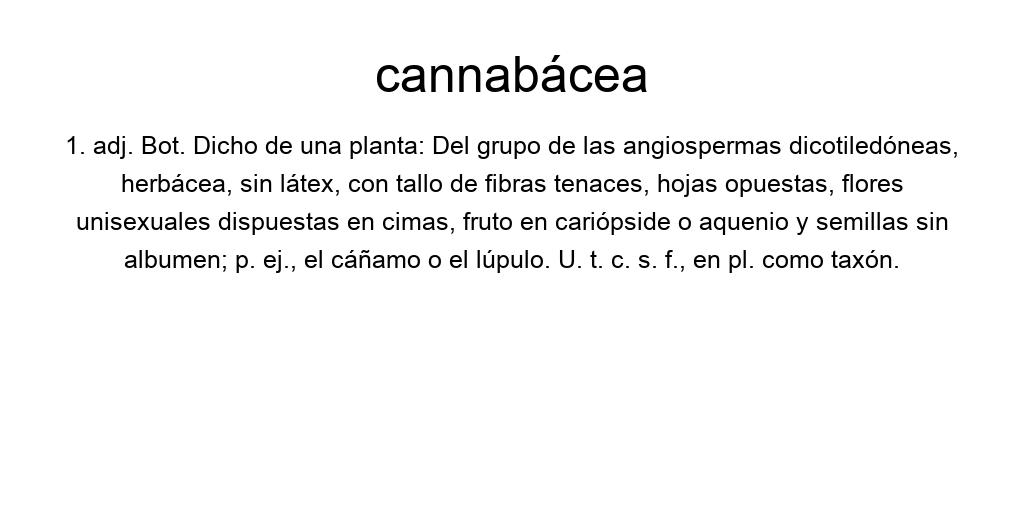 cannabácea
1. adj. Bot. Dicho de una planta: Del grupo de las angiospermas dicotiledóneas,
herbácea, sin látex, con tallo de fibras tenaces, hojas opuestas, flores
unisexuales dispuestas en cimas, fruto en cariópside o aquenio y semillas sin
albumen; p. ej., el cáñamo o el lúpulo. U. t. c. s. f., en pl. como taxón.